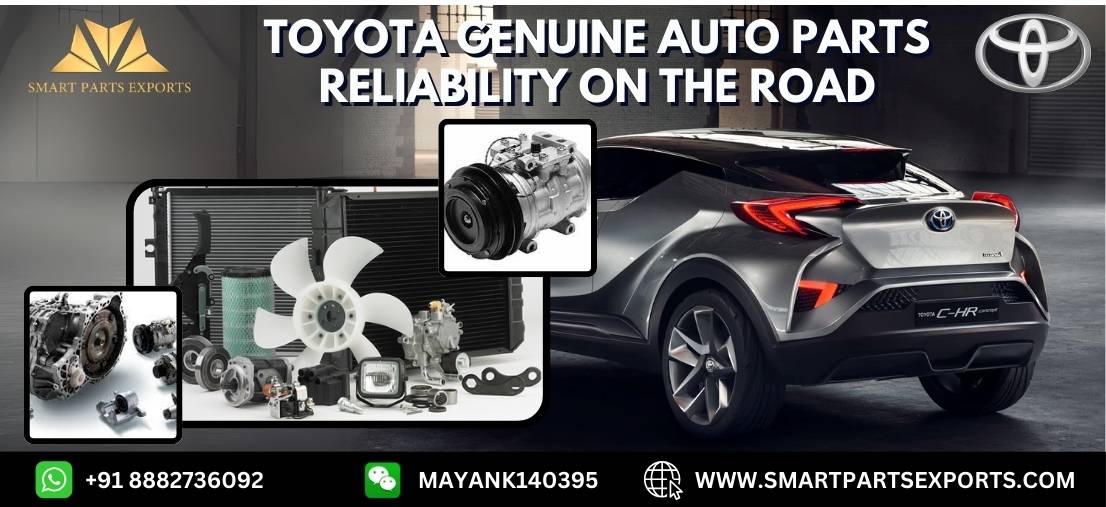 SMART PARTS EXPORTS
TOYOTA GENUINE AUTO PARTS
RELIABILITY ON THE ROAD
TOYOTA C-HR concept
+91 8882736092
MAYANK140395
WWW.SMARTPARTSEXPORTS.COM